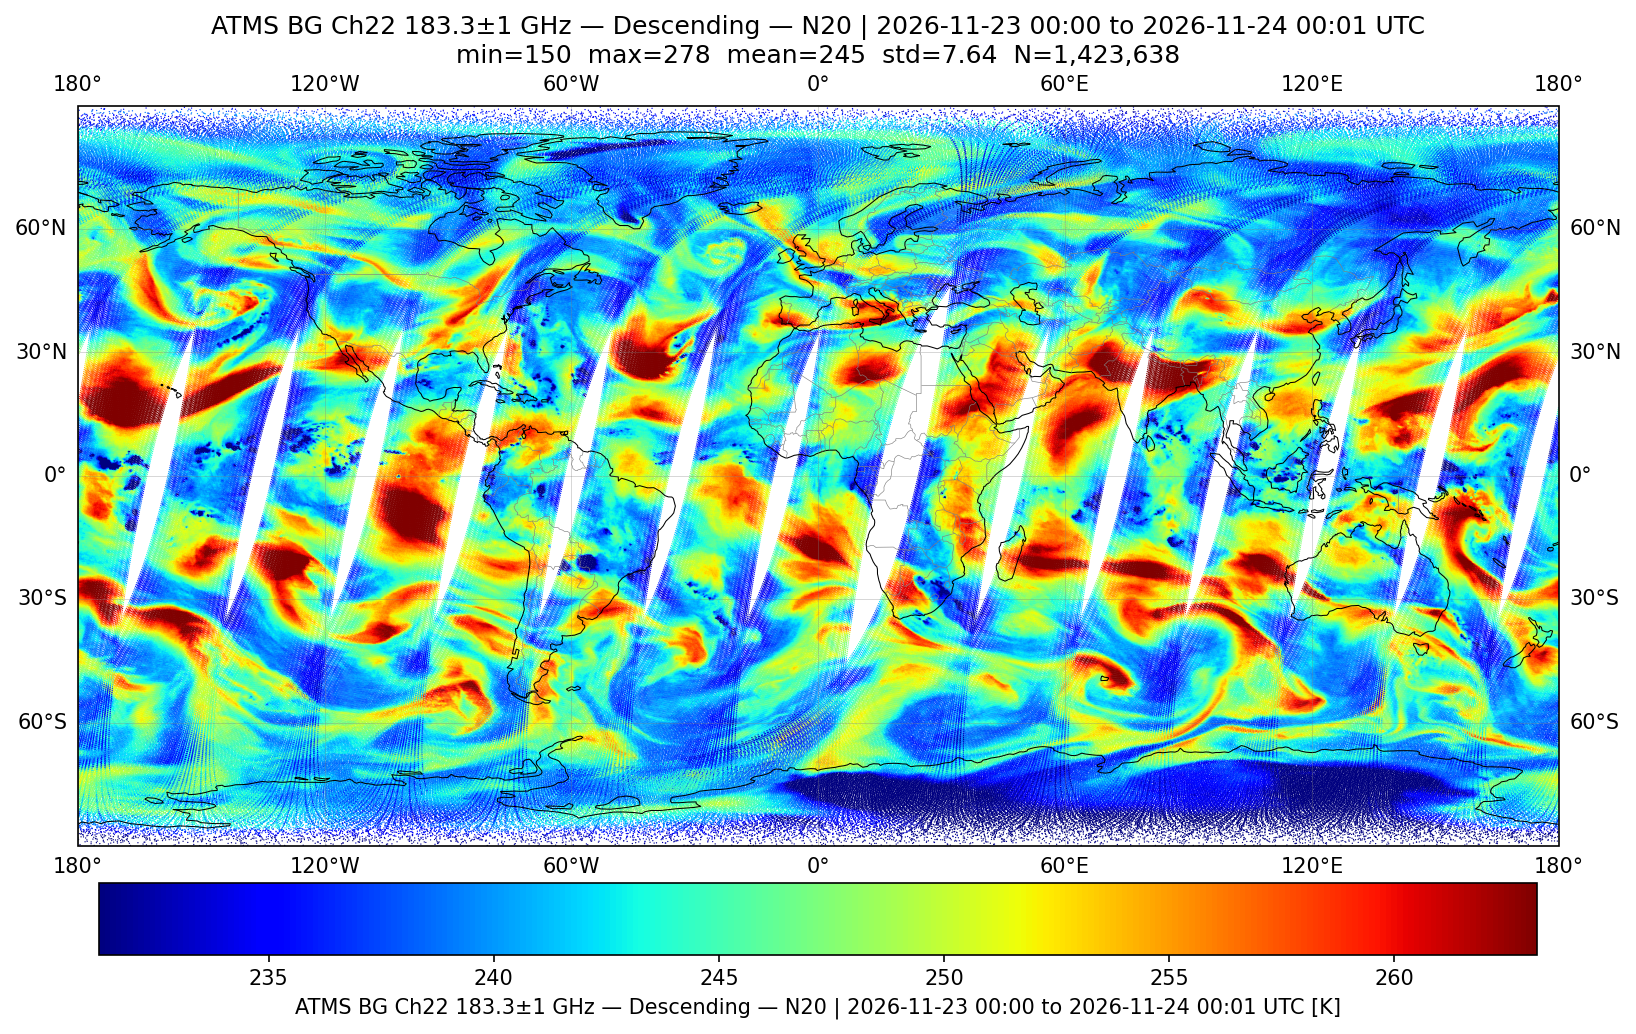 ATMS BG Ch22 183.3±1 GHz — Descending — N20 | 2026-11-23 00:00 to 2026-11-24 00:01 UTC
min=150  max=278  mean=245  std=7.64  N=1,423,638
180° 120°W 60°W 0° 60°E 120°E 180°
60°N 60°N
30°N 30°N
0° 0°
30°S 30°S
60°S 60°S
180° 120°W 60°W 0° 60°E 120°E 180°
235 240 245 250 255 260
ATMS BG Ch22 183.3±1 GHz — Descending — N20 | 2026-11-23 00:00 to 2026-11-24 00:01 UTC [K]